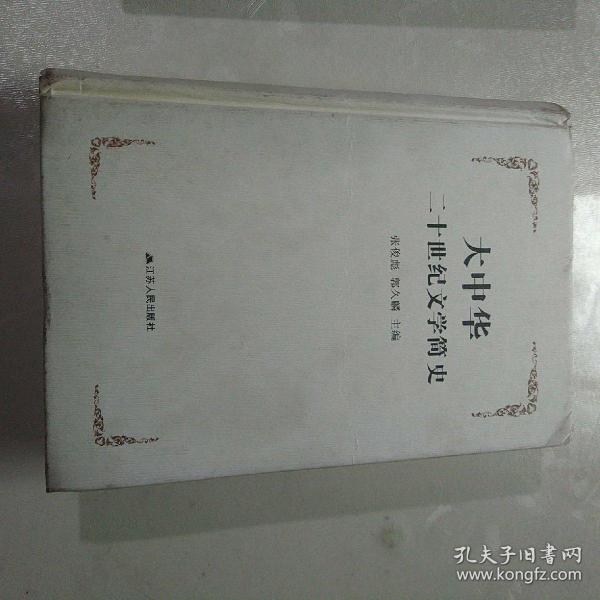 大中华
二十世纪文学简史
张俊彪 郭久麟 主编
江苏人民出版社
孔夫子旧书网
www.kongfz.com